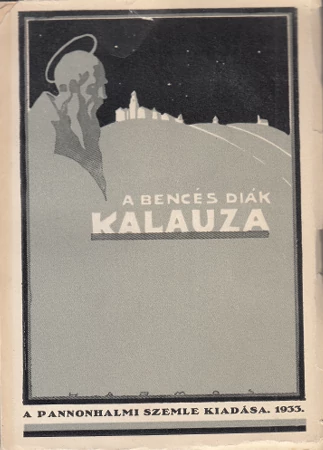 A BENCÉS DIÁK
KALAUZA
A PANNONHALMI SZEMLE KIADÁSA. 1933.